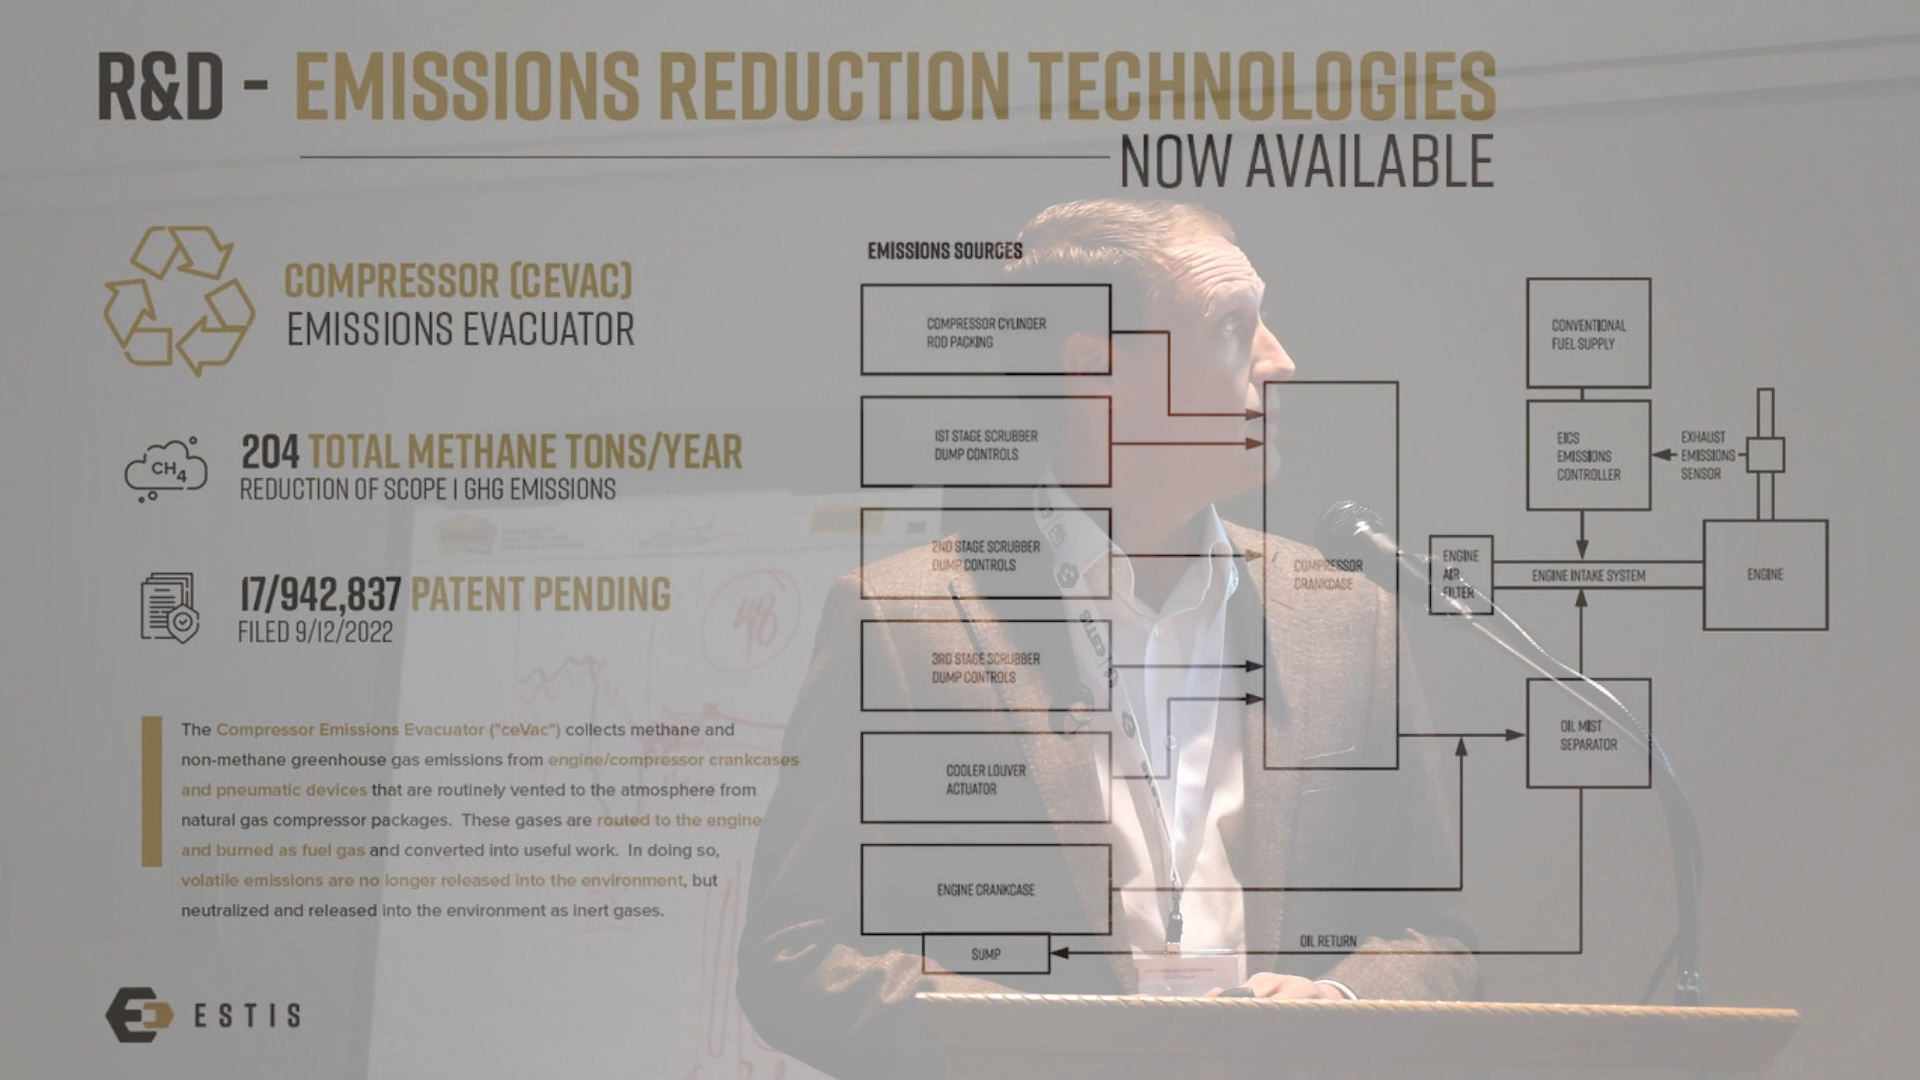 R&D - EMISSIONS REDUCTION TECHNOLOGIES
NOW AVAILABLE
COMPRESSOR (CEVAC)
EMISSIONS EVACUATOR
CH4
204 TOTAL METHANE TONS/YEAR
REDUCTION OF SCOPE 1 GHG EMISSIONS
17/942,837 PATENT PENDING
FILED 9/12/2022
The Compressor Emissions Evacuator ("ceVac") collects methane and
non-methane greenhouse gas emissions from engine/compressor crankcases
and pneumatic devices that are routinely vented to the atmosphere from
natural gas compressor packages. These gases are routed to the engine
and burned as fuel gas and converted into useful work. In doing so,
volatile emissions are no longer released into the environment, but
neutralized and released into the environment as inert gases.
ESTIS
EMISSIONS SOURCES
COMPRESSOR CYLINDER
ROD PACKING
1ST STAGE SCRUBBER
DUMP CONTROLS
2ND STAGE SCRUBBER
DUMP CONTROLS
3RD STAGE SCRUBBER
DUMP CONTROLS
COOLER LOUVER
ACTUATOR
ENGINE CRANKCASE
SUMP
COMPRESSOR
CRANKCASE
OIL RETURN
CONVENTIONAL
FUEL SUPPLY
EICS
EMISSIONS
CONTROLLER
EXHAUST
EMISSIONS
SENSOR
ENGINE
AIR
FILTER
ENGINE INTAKE SYSTEM
ENGINE
OIL MIST
SEPARATOR
48
ESTIS